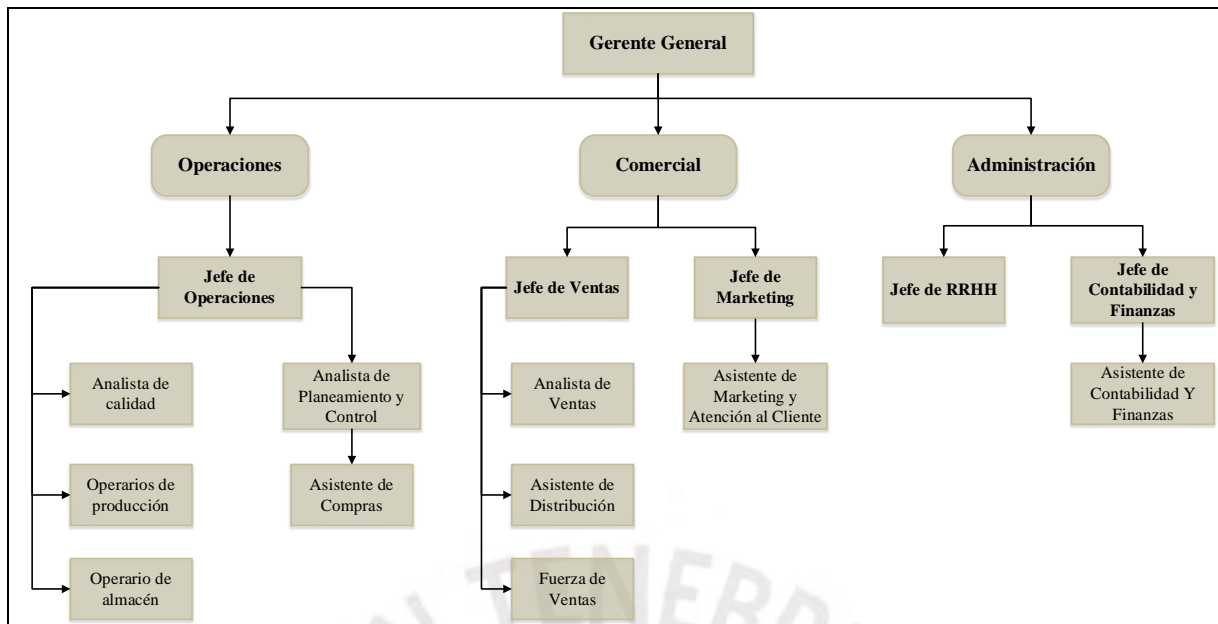 Gerente General
Operaciones
Comercial
Administración
Jefe de
Operaciones
Jefe de Ventas
Jefe de
Marketing
Jefe de RRHH
Jefe de
Contabilidad y
Finanzas
Analista de
calidad
Analista de
Planeamiento y
Control
Analista de
Ventas
Asistente de
Marketing y
Atención al Cliente
Asistente de
Contabilidad Y
Finanzas
Operarios de
producción
Asistente de
Compras
Asistente de
Distribución
Operario de
almacén
Fuerza de
Ventas